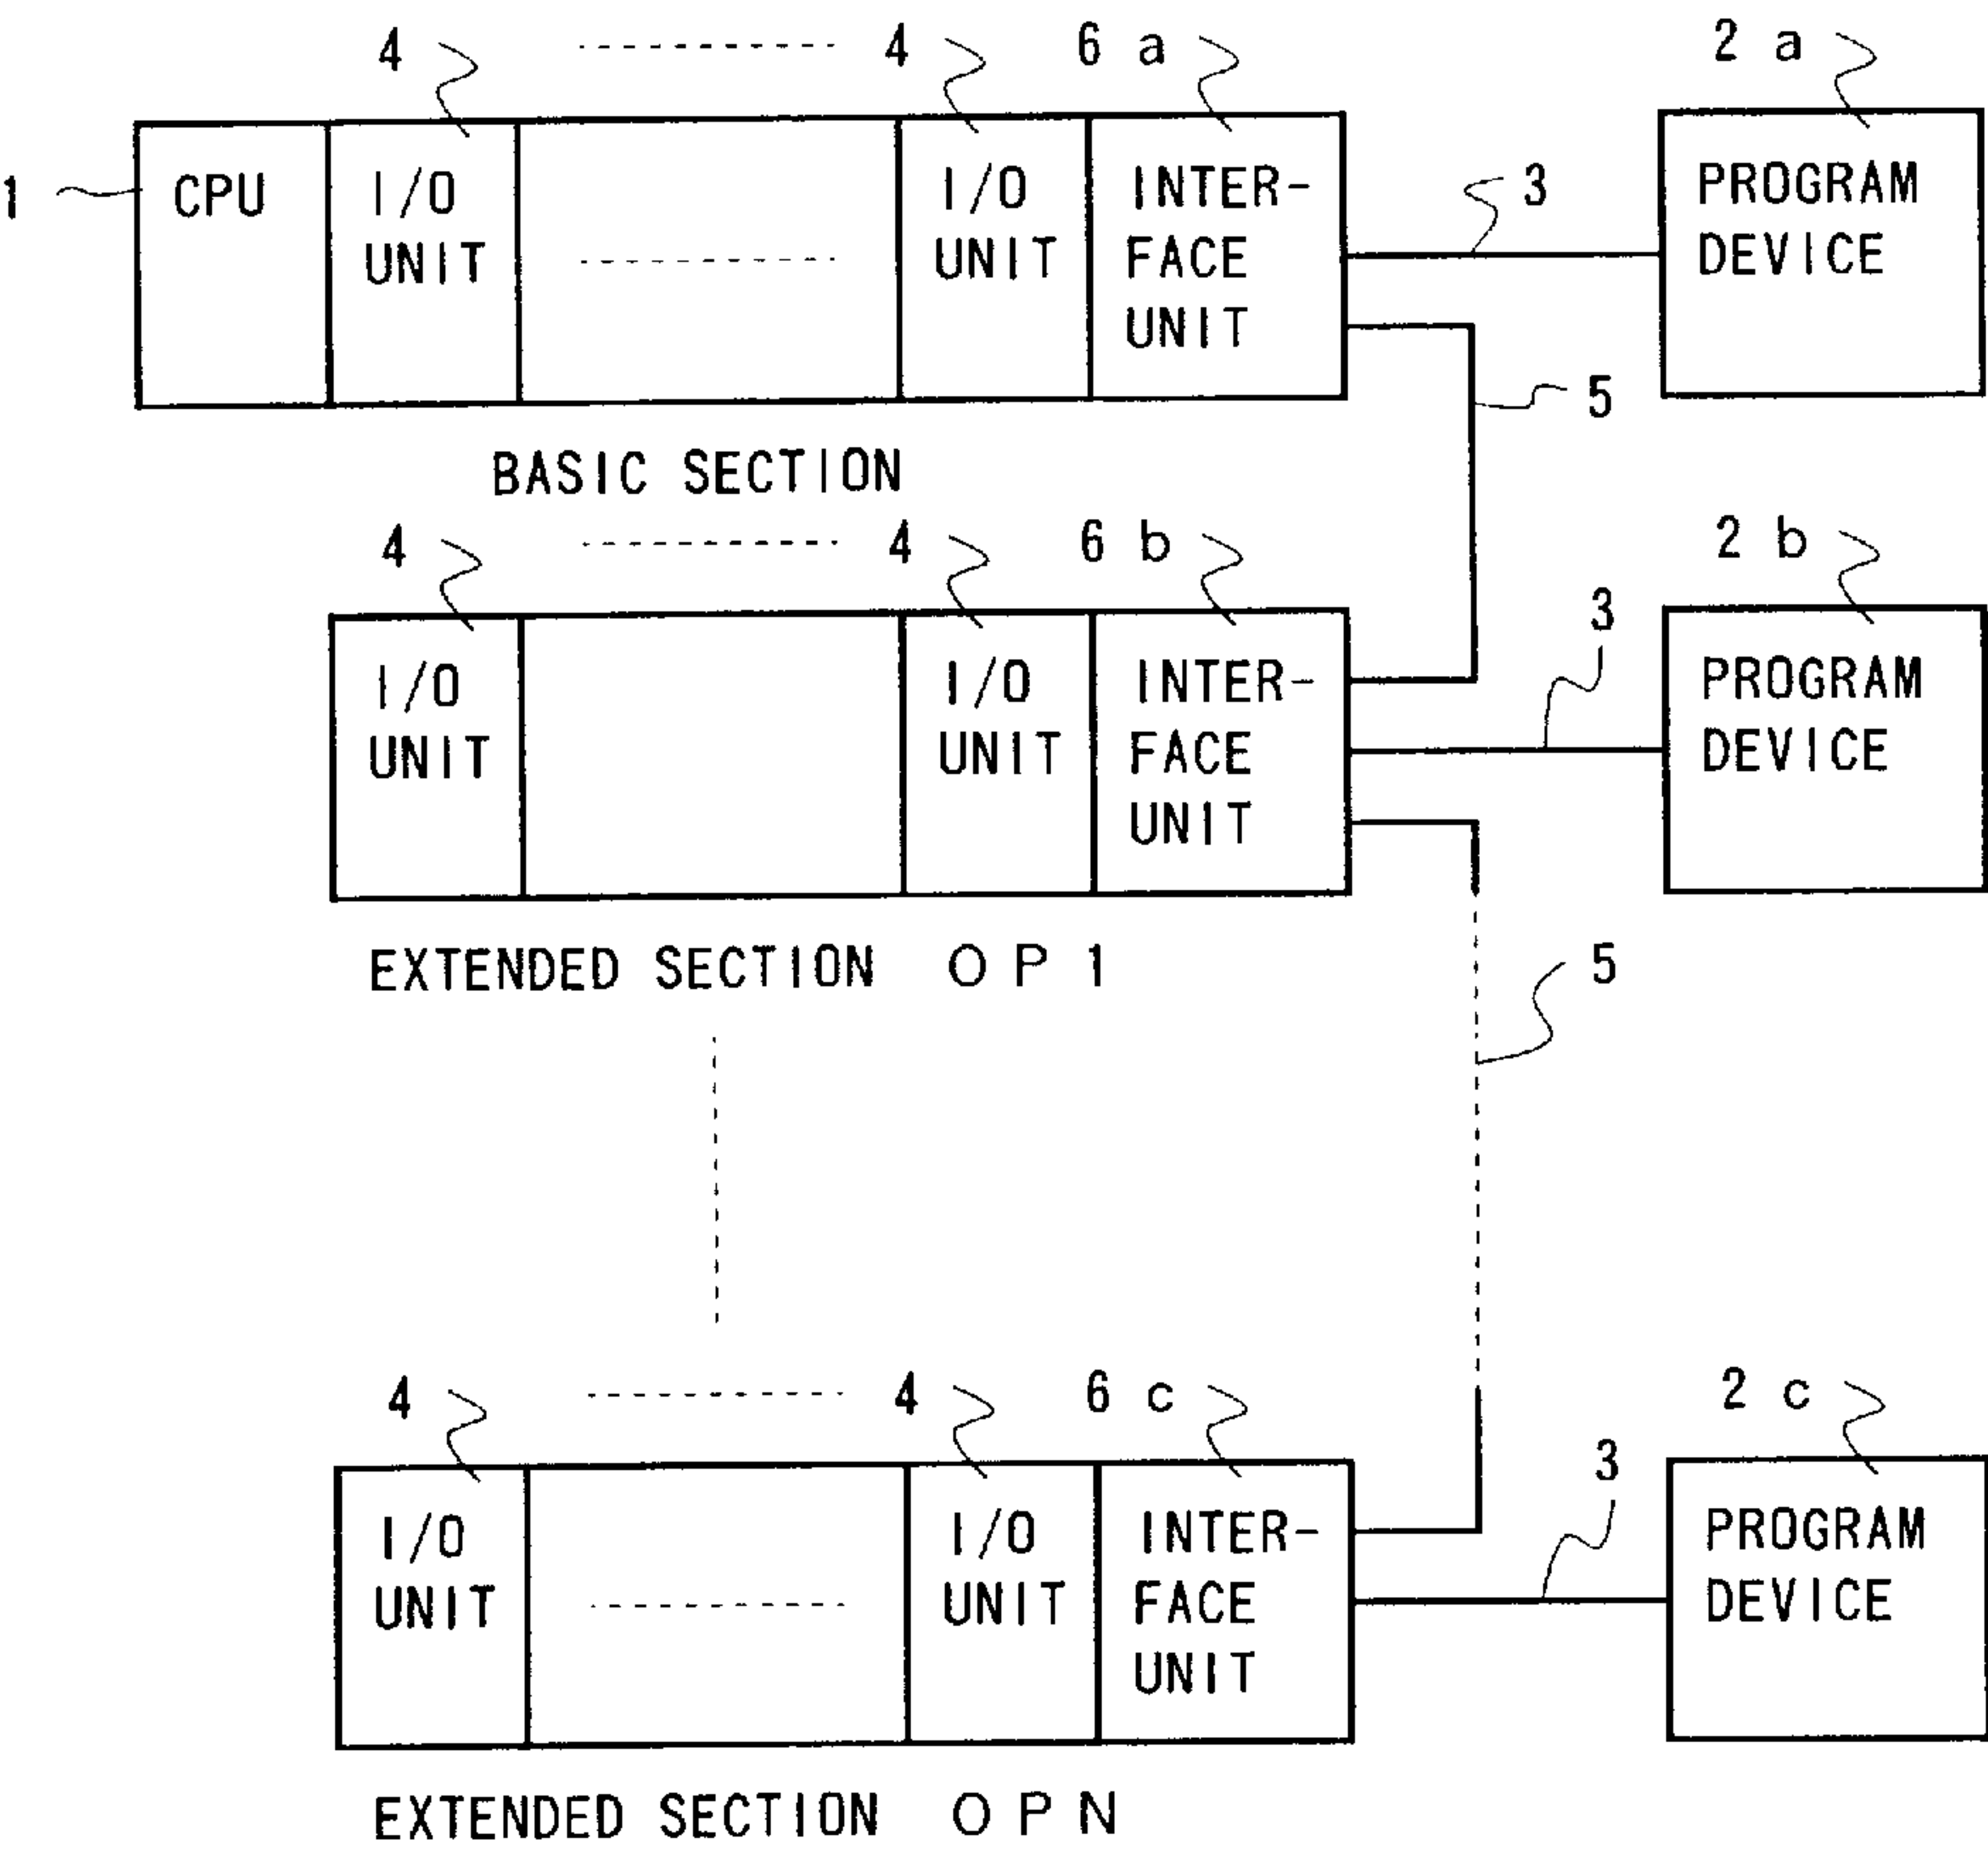 4 4 6 a 2 a
1 CPU I/O UNIT I/O UNIT INTER- FACE UNIT 3 PROGRAM DEVICE
5
BASIC SECTION
4 4 6 b 2 b
I/O UNIT I/O UNIT INTER- FACE UNIT 3 PROGRAM DEVICE
EXTENDED SECTION OP1
5
4 4 6 c 2 c
I/O UNIT I/O UNIT INTER- FACE UNIT 3 PROGRAM DEVICE
EXTENDED SECTION OPN